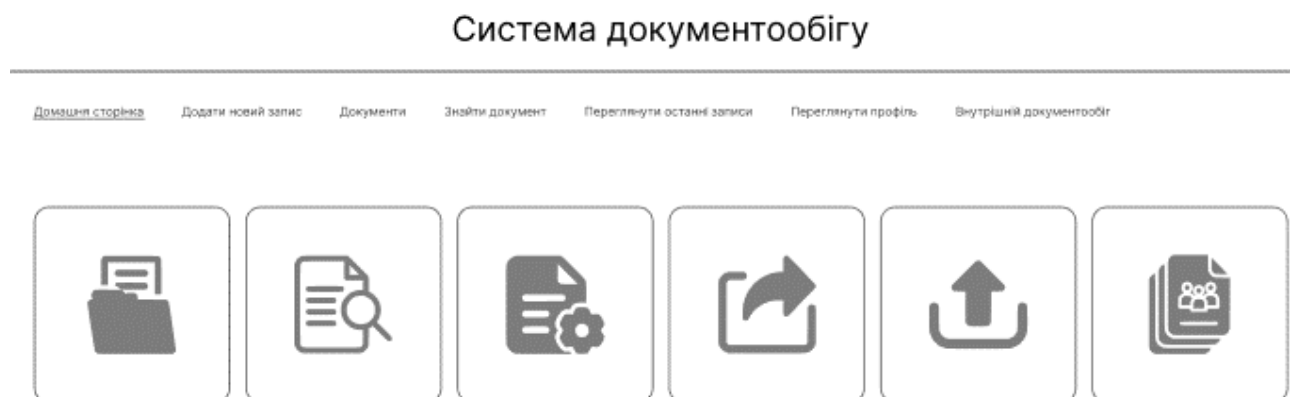 Система документообігу
Домашня сторінка Додати новий запис Документи Знайти документ Переглянути останні записи Переглянути профіль Внутрішній документообіг